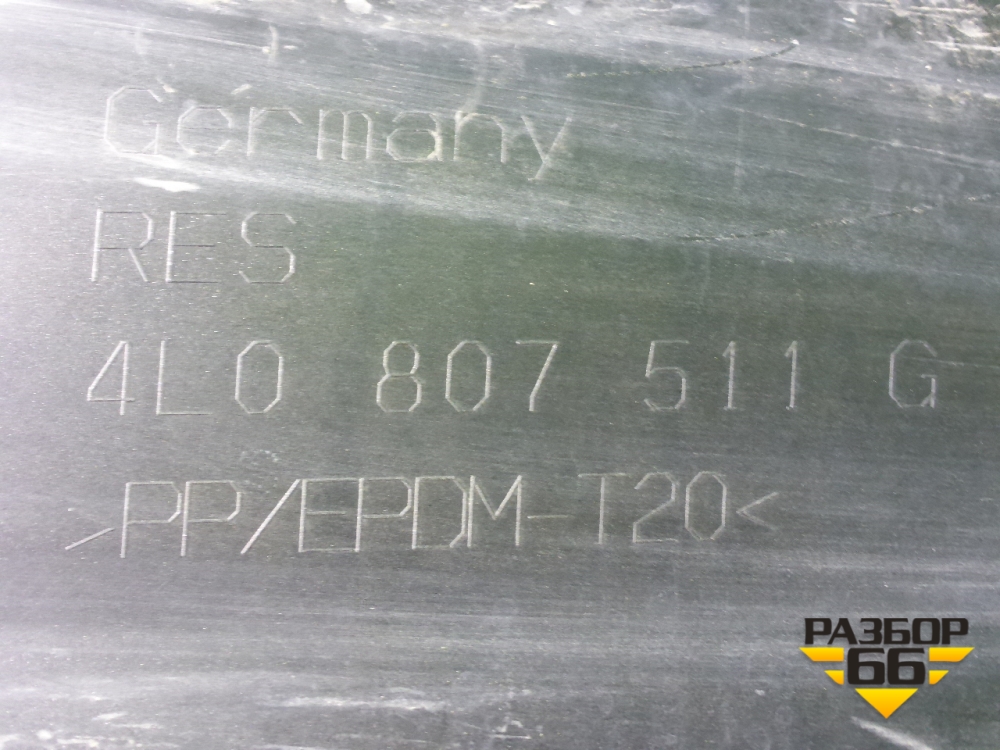 Germany
RES
4L0 807 511 G
>PP/EPDM-T20<
РАЗБОР
66